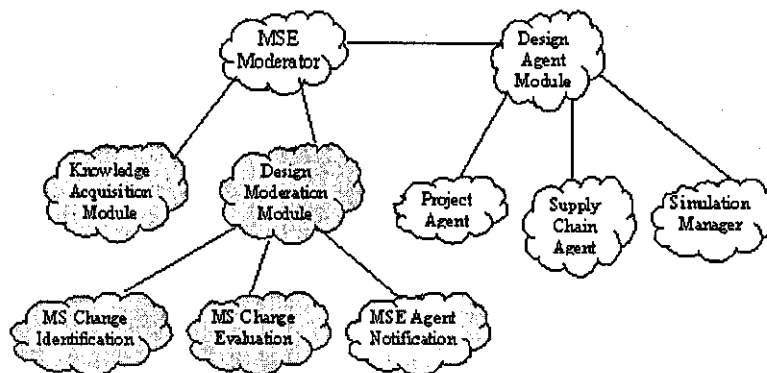 MSE
Moderator
Design
Agent
Module
Knowledge
Acquisition
Module
Design
Moderation
Module
Project
Agent
Supply
Chain
Agent
Simulation
Manager
MS Change
Identification
MS Change
Evaluation
MSE Agent
Notification